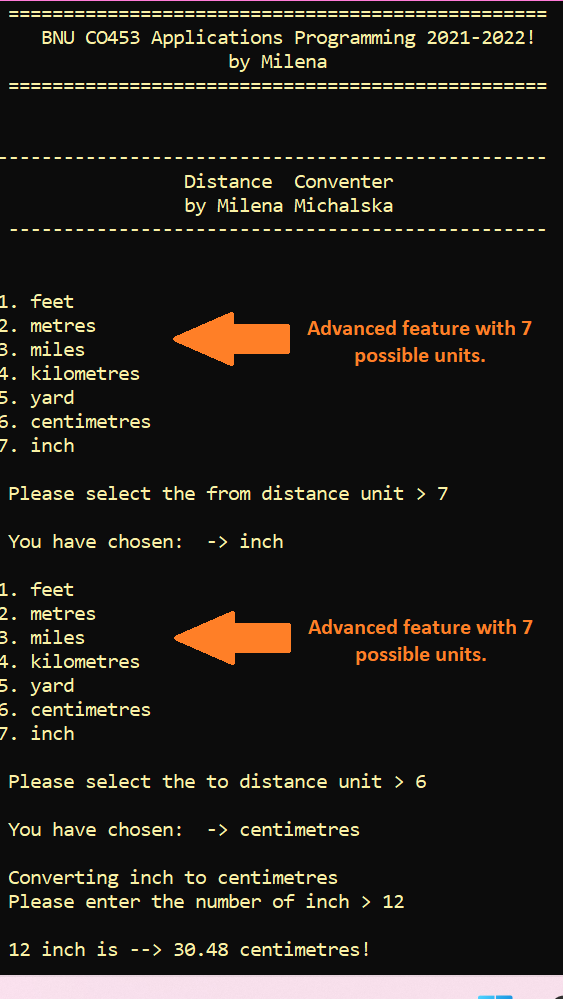 =================================================
BNU CO453 Applications Programming 2021-2022!
by Milena
=================================================
--------------------------------------------------
Distance  Conventer
by Milena Michalska
-------------------------------------------------
1. feet
2. metres
3. miles
4. kilometres
5. yard
6. centimetres
7. inch
Advanced feature with 7
possible units.
Please select the from distance unit > 7
You have chosen:  -> inch
1. feet
2. metres
3. miles
4. kilometres
5. yard
6. centimetres
7. inch
Advanced feature with 7
possible units.
Please select the to distance unit > 6
You have chosen:  -> centimetres
Converting inch to centimetres
Please enter the number of inch > 12
12 inch is --> 30.48 centimetres!